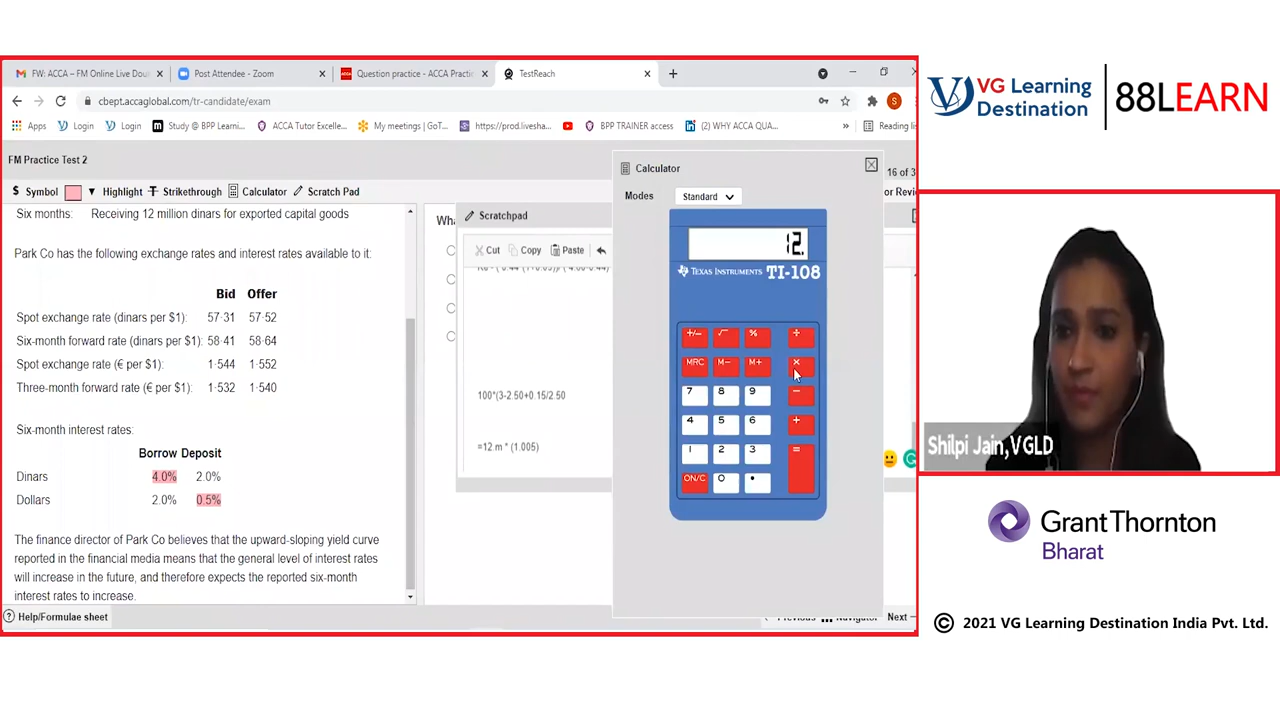 FW: ACCA – FM Online Live Dou
Post Attendee - Zoom
Question practice - ACCA Practic
TestReach
cbept.accaglobal.com/tr-candidate/exam
Apps
Login
Login
Study @ BPP Learni...
ACCA Tutor Excelle...
My meetings | GoT...
https://prod.livesha...
BPP TRAINER access
(2) WHY ACCA QUA...
»
Reading lis
FM Practice Test 2
16 of 3
$ Symbol
Highlight
Strikethrough
Calculator
Scratch Pad
or Revie
Six months: Receiving 12 million dinars for exported capital goods
Park Co has the following exchange rates and interest rates available to it:
Bid Offer
Spot exchange rate (dinars per $1): 57·31 57·52
Six-month forward rate (dinars per $1): 58·41 58·64
Spot exchange rate (€ per $1): 1·544 1·552
Three-month forward rate (€ per $1): 1·532 1·540
Six-month interest rates:
Borrow Deposit
Dinars 4.0% 2.0%
Dollars 2.0% 0.5%
The finance director of Park Co believes that the upward-sloping yield curve
reported in the financial media means that the general level of interest rates
will increase in the future, and therefore expects the reported six-month
interest rates to increase.
Help/Formulae sheet
Wha
Scratchpad
Cut Copy Paste
100*(3-2.50+0.15/2.50
=12 m * (1.005)
Calculator
Modes Standard
12.
TEXAS INSTRUMENTS TI-108
+/− √ % ÷
MRC M− M+ ×
7 8 9 −
4 5 6 +
1 2 3 =
ON/C 0 •
Previous
Navigator
Next
VG Learning
Destination
88LEARN
Shilpi Jain,VGLD
Grant Thornton
Bharat
© 2021 VG Learning Destination India Pvt. Ltd.